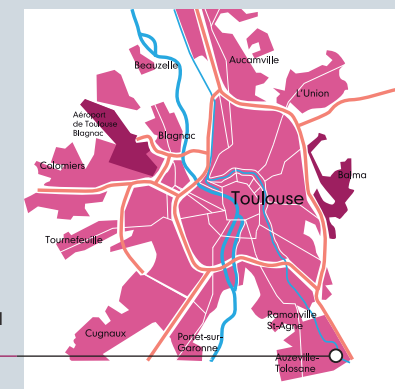 Beauzelle
Aucamville
L'Union
Aéroport
de Toulouse
Blagnac
Blagnac
Colomiers
Balma
Toulouse
Tournefeuille
Ramonville
St-Agne
Cugnaux
Portet-sur-
Garonne
Auzeville-
Tolosane